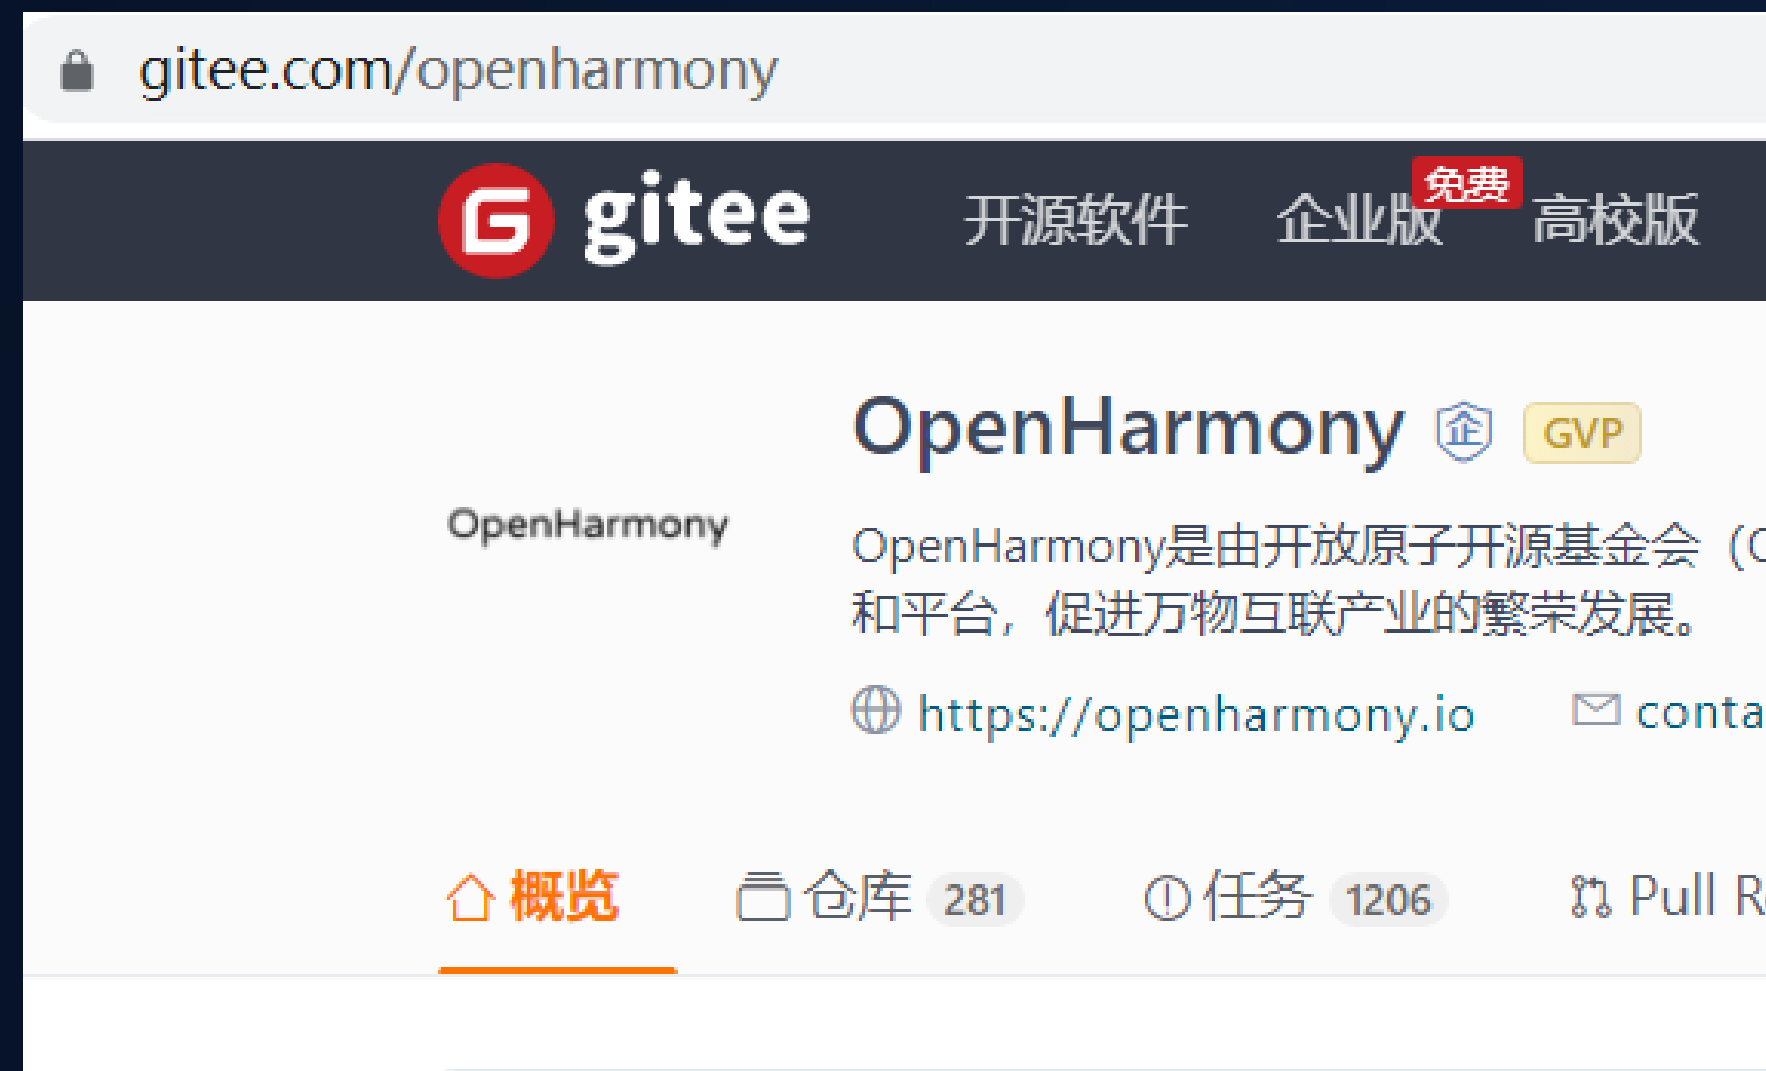 gitee.com/openharmony
gitee 开源软件 企业版 免费 高校版
OpenHarmony 企 GVP
OpenHarmony
OpenHarmony是由开放原子开源基金会（
和平台，促进万物互联产业的繁荣发展。
https://openharmony.io conta
概览 仓库 281 任务 1206 Pull